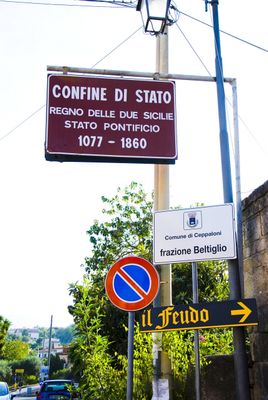 CONFINE DI STATO
REGNO DELLE DUE SICILIE
STATO PONTIFICIO
1077 - 1860
Comune di Ceppaloni
frazione Beltiglio
il Feudo